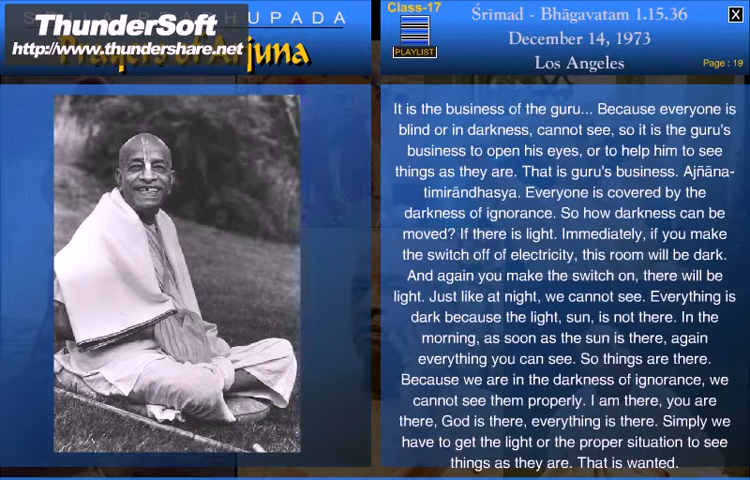 ThunderSoft
http://www.thundershare.net
PRABHUPADA
Prayers of Arjuna
Class-17
PLAYLIST
Śrīmad - Bhāgavatam 1.15.36
December 14, 1973
Los Angeles
X
Page : 19
It is the business of the guru... Because everyone is
blind or in darkness, cannot see, so it is the guru's
business to open his eyes, or to help him to see
things as they are. That is guru's business. Ajñāna-
timirāndhasya. Everyone is covered by the
darkness of ignorance. So how darkness can be
moved? If there is light. Immediately, if you make
the switch off of electricity, this room will be dark.
And again you make the switch on, there will be
light. Just like at night, we cannot see. Everything is
dark because the light, sun, is not there. In the
morning, as soon as the sun is there, again
everything you can see. So things are there.
Because we are in the darkness of ignorance, we
cannot see them properly. I am there, you are
there, God is there, everything is there. Simply we
have to get the light or the proper situation to see
things as they are. That is wanted.